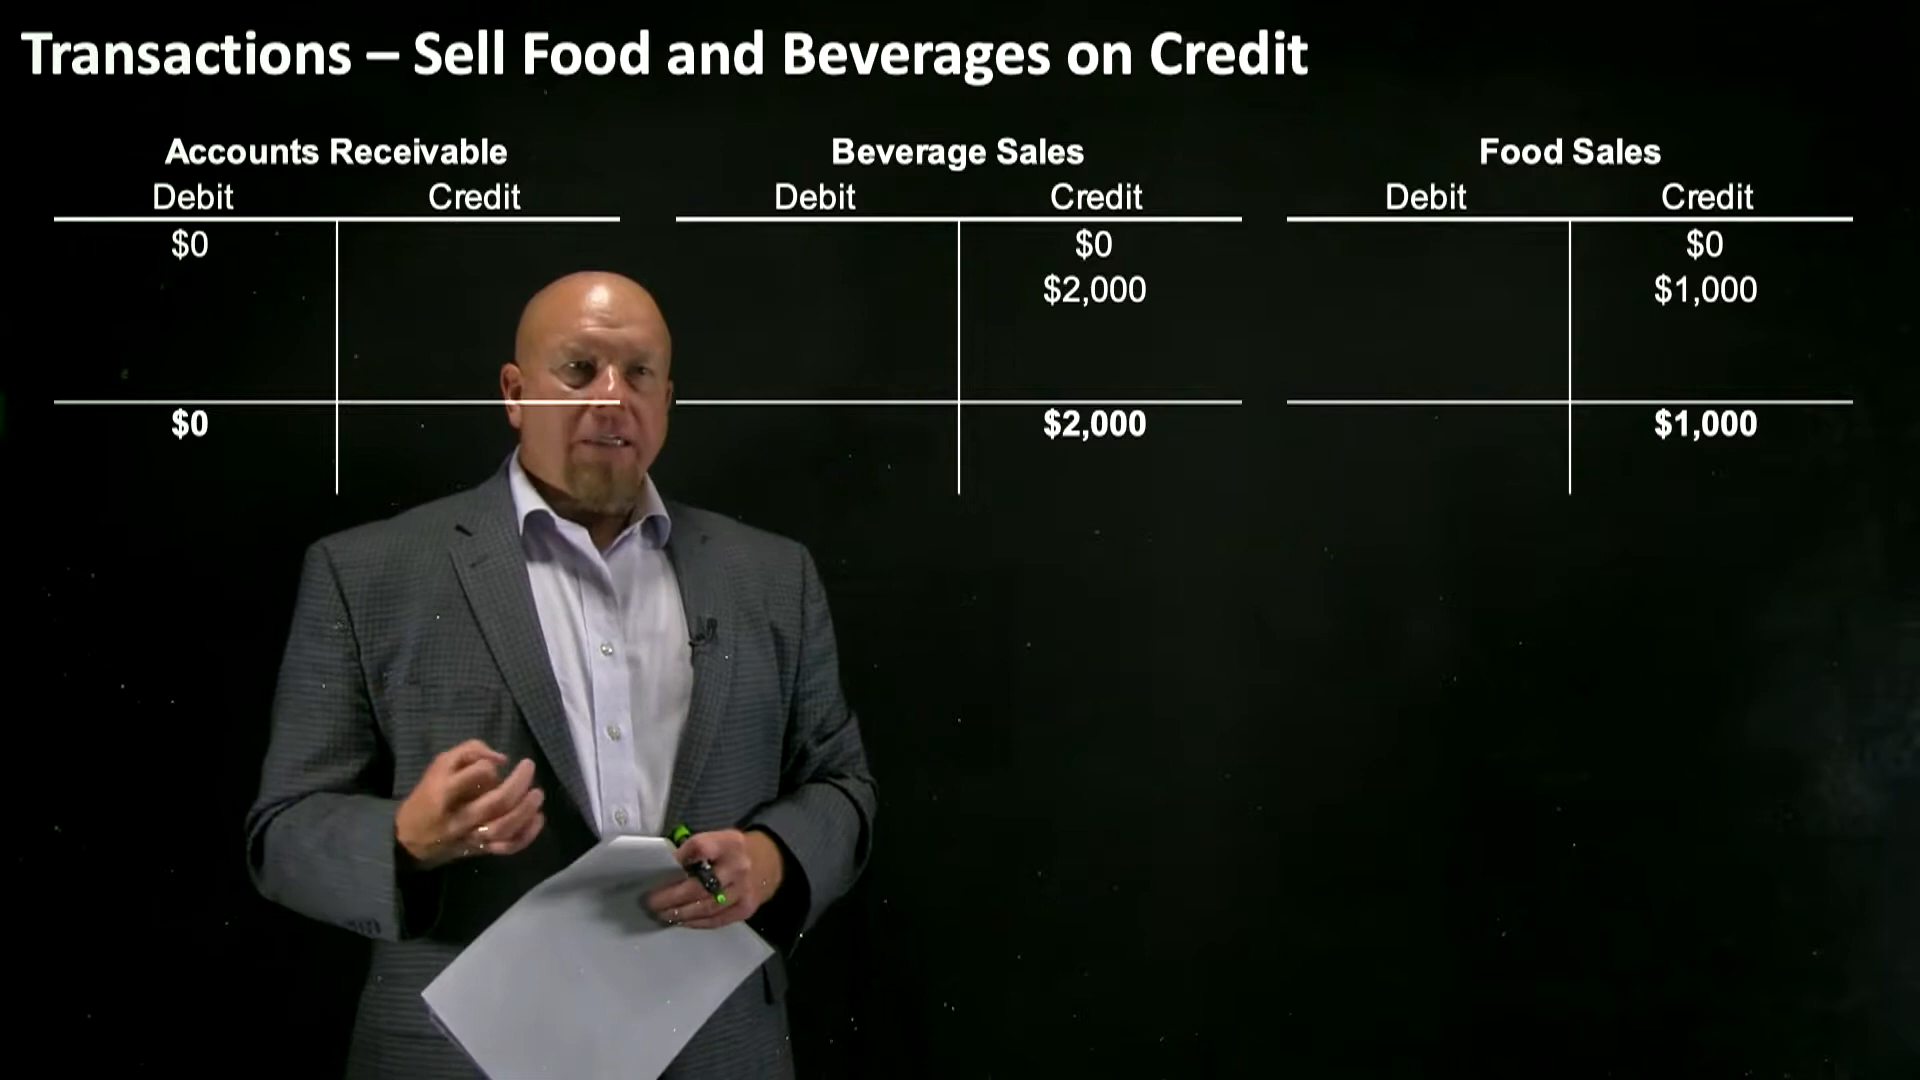 Transactions – Sell Food and Beverages on Credit
Accounts Receivable
Debit Credit
$0
$0
Beverage Sales
Debit Credit
$0
$2,000
$2,000
Food Sales
Debit Credit
$0
$1,000
$1,000